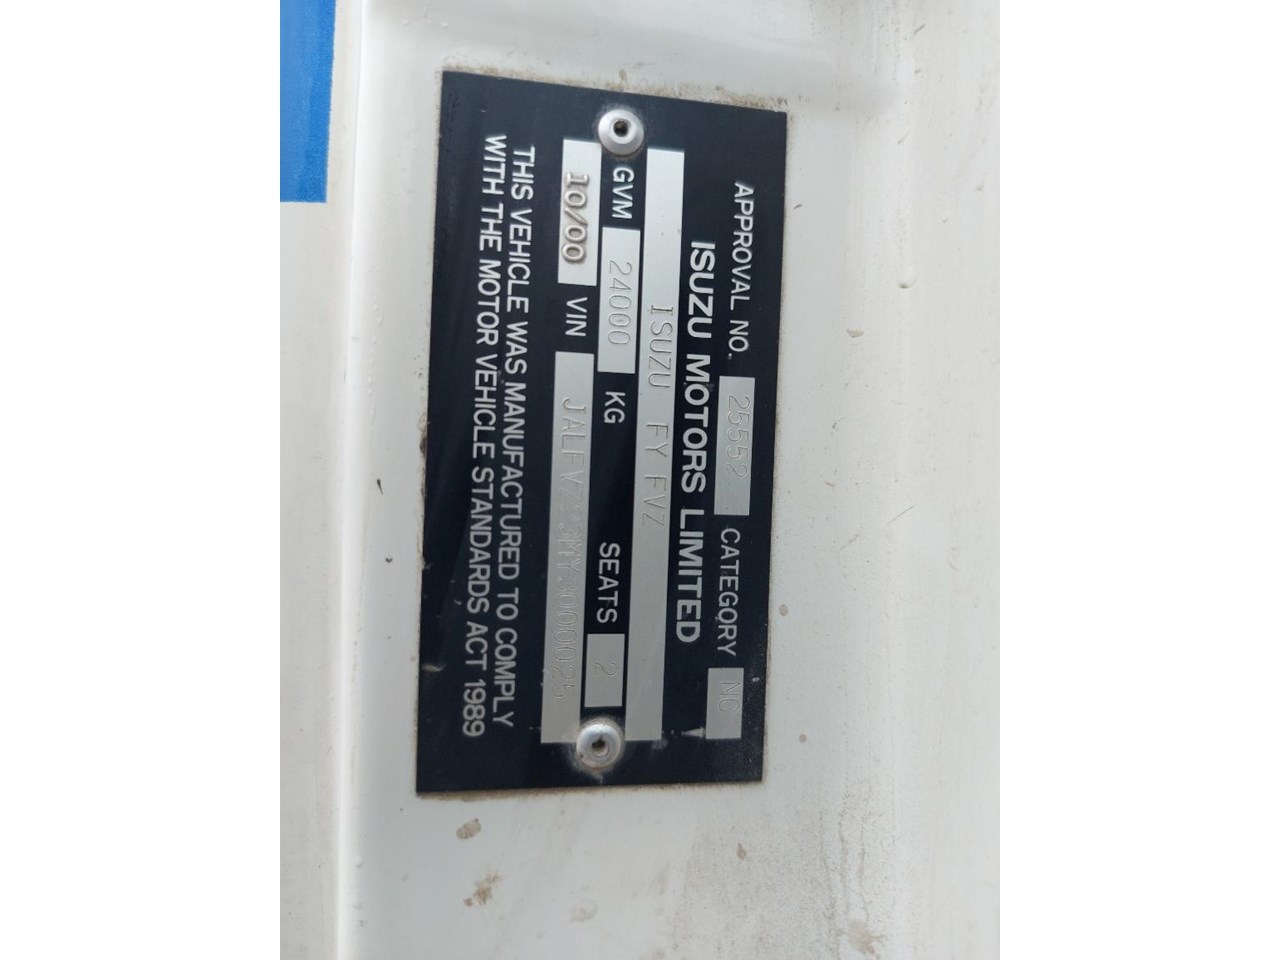 APPROVAL NO. 25552 CATEGORY NC
ISUZU MOTORS LIMITED
ISUZU FY FVZ
GVM 24000 KG SEATS 2
10/00 VIN
THIS VEHICLE WAS MANUFACTURED TO COMPLY
WITH THE MOTOR VEHICLE STANDARDS ACT 1989